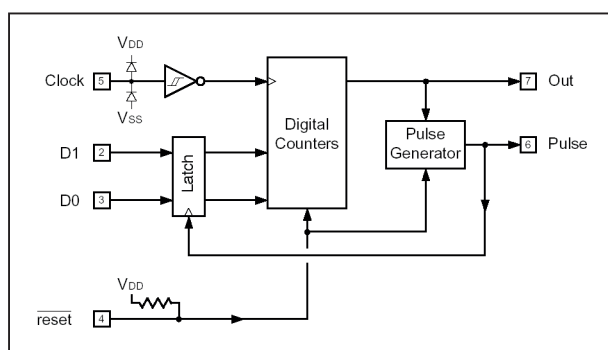 VDD
Clock
5
VSS
D1
2
D0
3
Latch
Digital
Counters
Pulse
Generator
7
Out
6
Pulse
VDD
reset
4